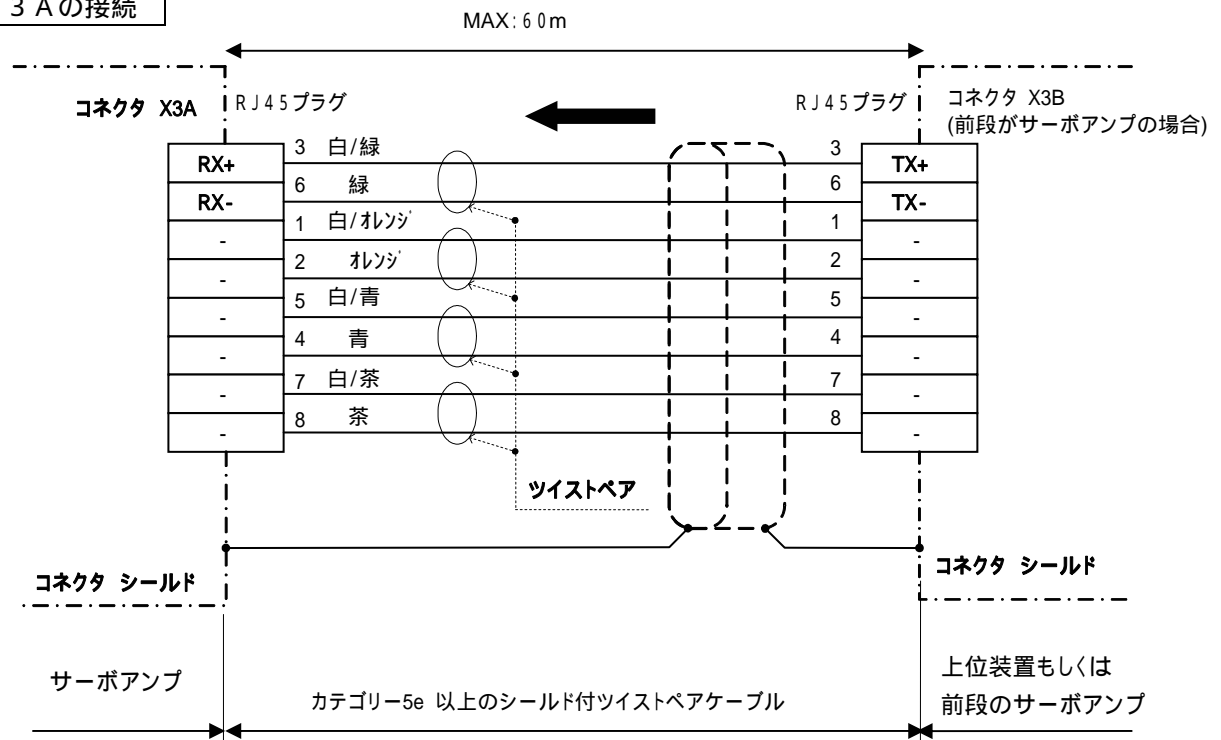 3 Aの接続
MAX:60m
コネクタ X3A
RJ45プラグ
RJ45プラグ
コネクタ X3B
(前段がサーボアンプの場合)
RX+ 3 白/緑 3 TX+
RX- 6 緑 6 TX-
- 1 白/オレンジ 1 -
- 2 オレンジ 2 -
- 5 白/青 5 -
- 4 青 4 -
- 7 白/茶 7 -
- 8 茶 8 -
ツイストペア
コネクタ シールド
コネクタ シールド
サーボアンプ
カテゴリー5e 以上のシールド付ツイストペアケーブル
上位装置もしくは
前段のサーボアンプ